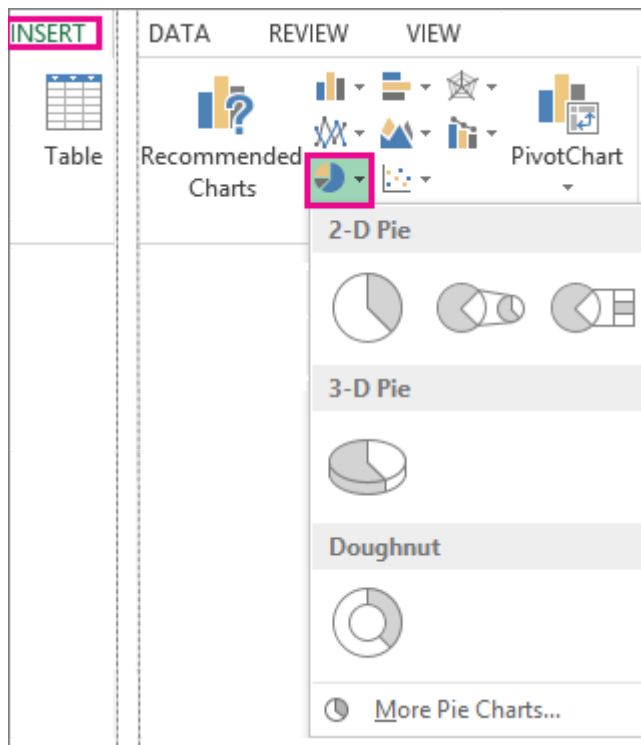 INSERT DATA REVIEW VIEW
Table
Recommended
Charts
PivotChart
2-D Pie
3-D Pie
Doughnut
More Pie Charts...